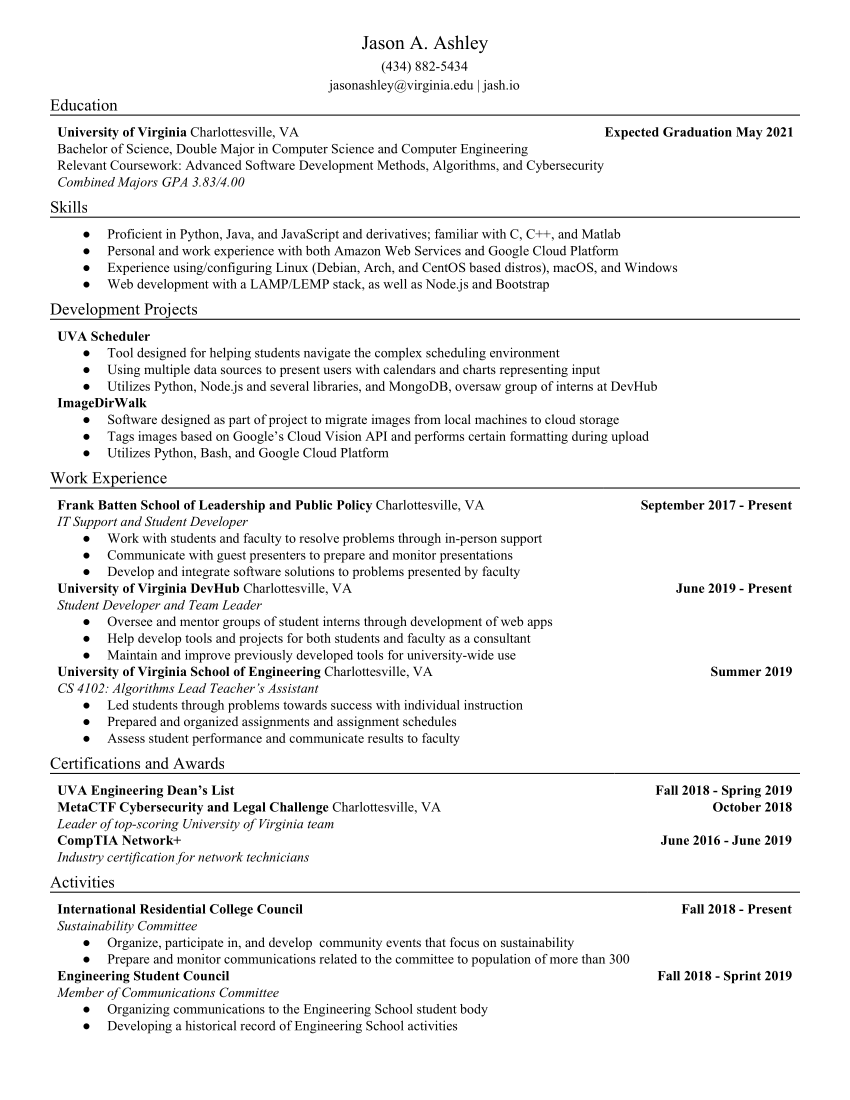 Jason A. Ashley
(434) 882-5434
jasonashley@virginia.edu | jash.io
Education
University of Virginia Charlottesville, VA Expected Graduation May 2021
Bachelor of Science, Double Major in Computer Science and Computer Engineering
Relevant Coursework: Advanced Software Development Methods, Algorithms, and Cybersecurity
Combined Majors GPA 3.83/4.00
Skills
● Proficient in Python, Java, and JavaScript and derivatives; familiar with C, C++, and Matlab
● Personal and work experience with both Amazon Web Services and Google Cloud Platform
● Experience using/configuring Linux (Debian, Arch, and CentOS based distros), macOS, and Windows
● Web development with a LAMP/LEMP stack, as well as Node.js and Bootstrap
Development Projects
UVA Scheduler
● Tool designed for helping students navigate the complex scheduling environment
● Using multiple data sources to present users with calendars and charts representing input
● Utilizes Python, Node.js and several libraries, and MongoDB, oversaw group of interns at DevHub
ImageDirWalk
● Software designed as part of project to migrate images from local machines to cloud storage
● Tags images based on Google’s Cloud Vision API and performs certain formatting during upload
● Utilizes Python, Bash, and Google Cloud Platform
Work Experience
Frank Batten School of Leadership and Public Policy Charlottesville, VA September 2017 - Present
IT Support and Student Developer
● Work with students and faculty to resolve problems through in-person support
● Communicate with guest presenters to prepare and monitor presentations
● Develop and integrate software solutions to problems presented by faculty
University of Virginia DevHub Charlottesville, VA June 2019 - Present
Student Developer and Team Leader
● Oversee and mentor groups of student interns through development of web apps
● Help develop tools and projects for both students and faculty as a consultant
● Maintain and improve previously developed tools for university-wide use
University of Virginia School of Engineering Charlottesville, VA Summer 2019
CS 4102: Algorithms Lead Teacher’s Assistant
● Led students through problems towards success with individual instruction
● Prepared and organized assignments and assignment schedules
● Assess student performance and communicate results to faculty
Certifications and Awards
UVA Engineering Dean’s List Fall 2018 - Spring 2019
MetaCTF Cybersecurity and Legal Challenge Charlottesville, VA October 2018
Leader of top-scoring University of Virginia team
CompTIA Network+ June 2016 - June 2019
Industry certification for network technicians
Activities
International Residential College Council Fall 2018 - Present
Sustainability Committee
● Organize, participate in, and develop  community events that focus on sustainability
● Prepare and monitor communications related to the committee to population of more than 300
Engineering Student Council Fall 2018 - Sprint 2019
Member of Communications Committee
● Organizing communications to the Engineering School student body
● Developing a historical record of Engineering School activities